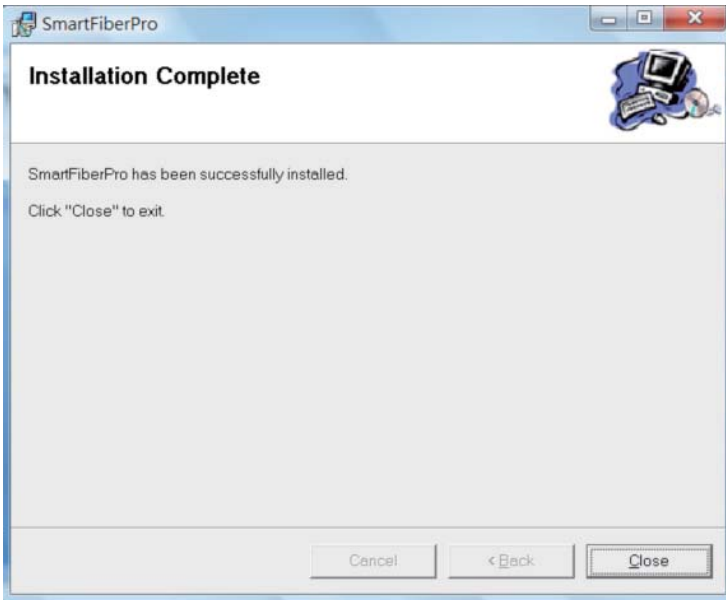 SmartFiberPro
Installation Complete
SmartFiberPro has been successfully installed.
Click "Close" to exit.
Cancel
< Back
Close